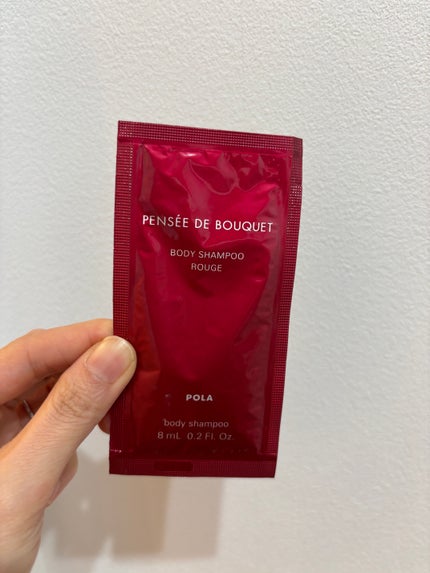 PENSÉE DE BOUQUET
BODY SHAMPOO
ROUGE
POLA
body shampoo
8 mL 0.2 Fl. Oz.